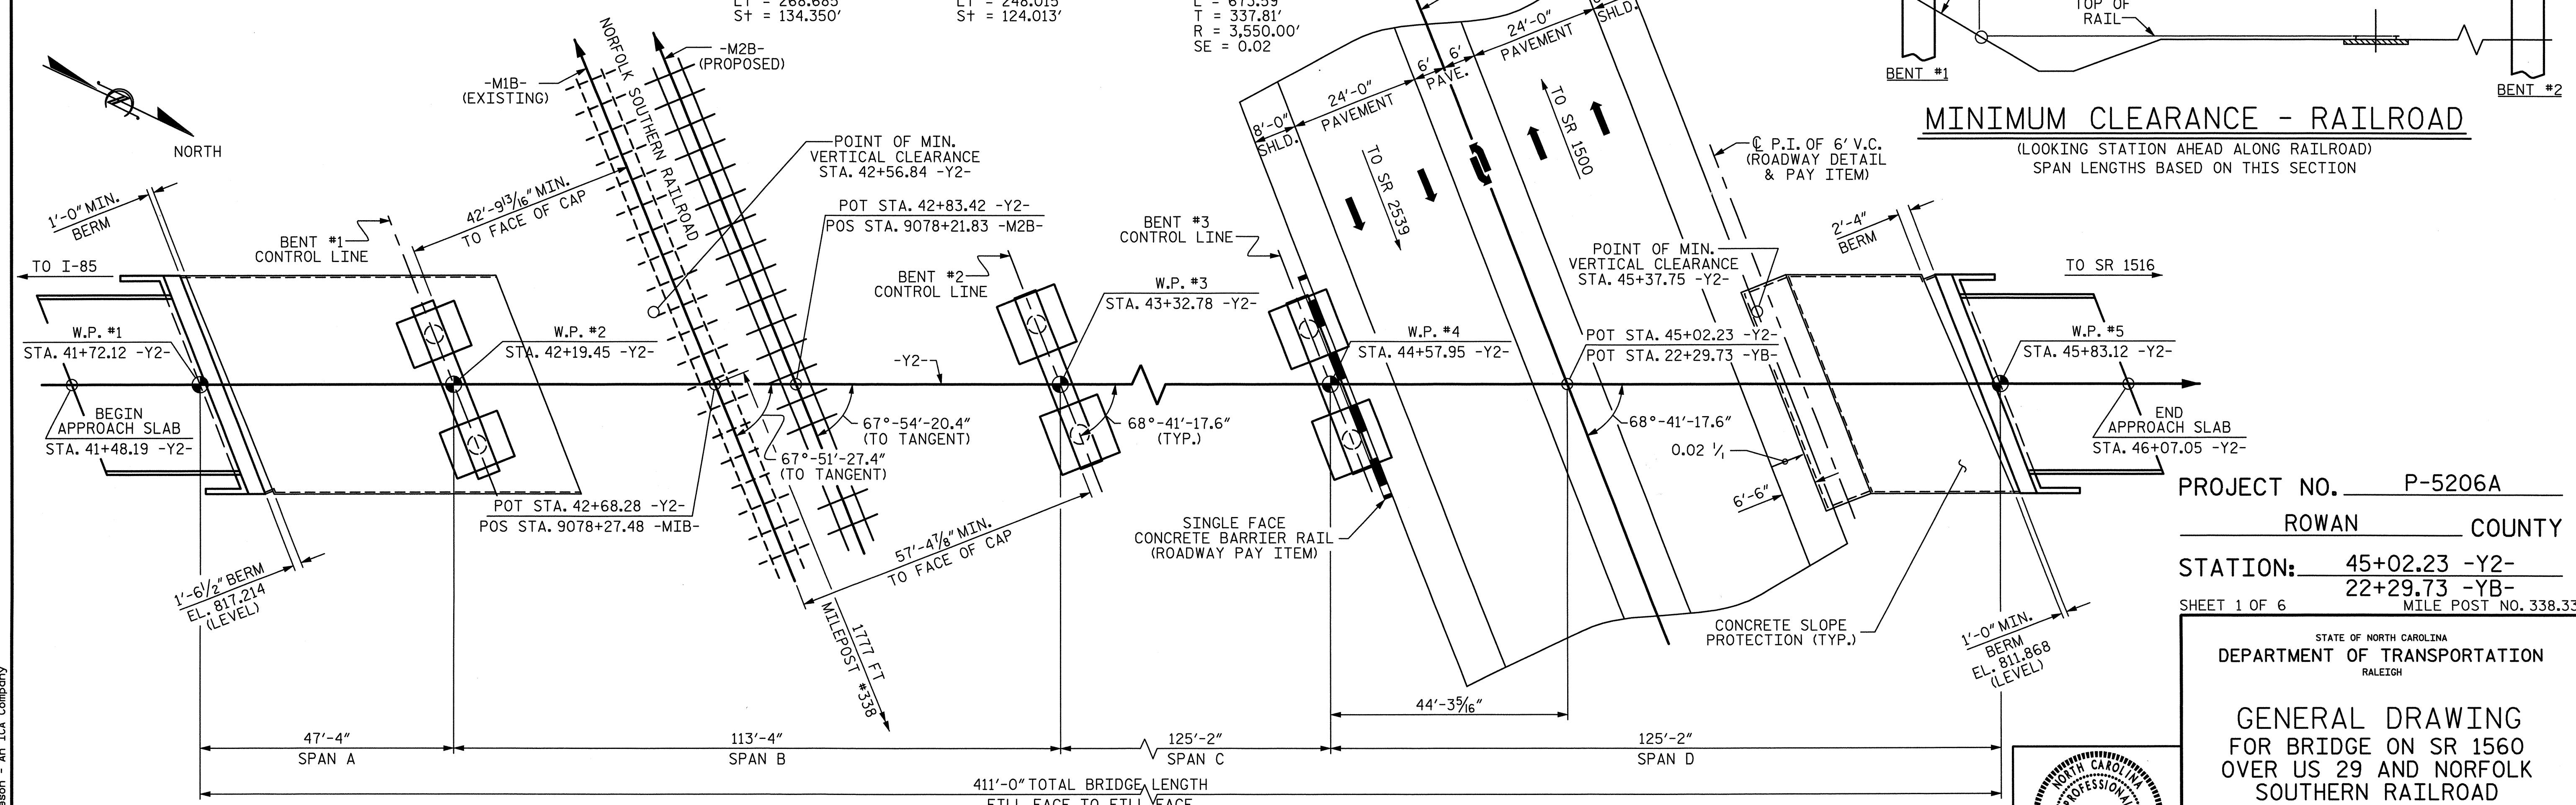 LT = 268.685'
ST = 134.350'
LT = 248.015'
ST = 124.013'
L = 673.59'
T = 337.81'
R = 3,550.00'
SE = 0.02
NORTH
-M1B-
(EXISTING)
NORFOLK SOUTHERN RAILROAD
-M2B-
(PROPOSED)
POINT OF MIN.
VERTICAL CLEARANCE
STA. 42+56.84 -Y2-
1'-0" MIN.
BERM
BENT #1
CONTROL LINE
42'-9 13/16" MIN.
TO FACE OF CAP
POT STA. 42+83.42 -Y2-
POS STA. 9078+21.83 -M2B-
BENT #2
CONTROL LINE
BENT #3
CONTROL LINE
8'-0"
SHLD.
24'-0"
PAVEMENT
6'
6'
PAVE.
24'-0"
PAVEMENT
SHLD.
TO SR 2539
TO SR 1500
℄ P.I. OF 6' V.C.
(ROADWAY DETAIL
& PAY ITEM)
POINT OF MIN.
VERTICAL CLEARANCE
STA. 45+37.75 -Y2-
2'-4"
BERM
TOP OF
RAIL
BENT #1
BENT #2
MINIMUM CLEARANCE - RAILROAD
(LOOKING STATION AHEAD ALONG RAILROAD)
SPAN LENGTHS BASED ON THIS SECTION
TO I-85
TO SR 1516
W.P. #1
STA. 41+72.12 -Y2-
W.P. #2
STA. 42+19.45 -Y2-
W.P. #3
STA. 43+32.78 -Y2-
W.P. #4
STA. 44+57.95 -Y2-
POT STA. 45+02.23 -Y2-
POT STA. 22+29.73 -YB-
W.P. #5
STA. 45+83.12 -Y2-
-Y2-
BEGIN
APPROACH SLAB
STA. 41+48.19 -Y2-
67°-54'-20.4"
(TO TANGENT)
67°-51'-27.4"
(TO TANGENT)
68°-41'-17.6"
(TYP.)
68°-41'-17.6"
0.02 1/1
6'-6"
END
APPROACH SLAB
STA. 46+07.05 -Y2-
POT STA. 42+68.28 -Y2-
POS STA. 9078+27.48 -MIB-
57'-4 7/8" MIN.
TO FACE OF CAP
SINGLE FACE
CONCRETE BARRIER RAIL
(ROADWAY PAY ITEM)
1'-6 1/2" BERM
EL. 817.214
(LEVEL)
1777 FT
MILEPOST #338
CONCRETE SLOPE
PROTECTION (TYP.)
1'-0" MIN.
BERM
EL. 811.868
(LEVEL)
44'-3 5/16"
47'-4"
SPAN A
113'-4"
SPAN B
125'-2"
SPAN C
125'-2"
SPAN D
411'-0" TOTAL BRIDGE LENGTH
FILL FACE TO FILL FACE
PROJECT NO. P-5206A
ROWAN COUNTY
STATION: 45+02.23 -Y2-
22+29.73 -YB-
SHEET 1 OF 6 MILE POST NO. 338.33
STATE OF NORTH CAROLINA
DEPARTMENT OF TRANSPORTATION
RALEIGH
GENERAL DRAWING
FOR BRIDGE ON SR 1560
OVER US 29 AND NORFOLK
SOUTHERN RAILROAD
NORTH CAROLINA
PROFESSIONAL
An ICA Company